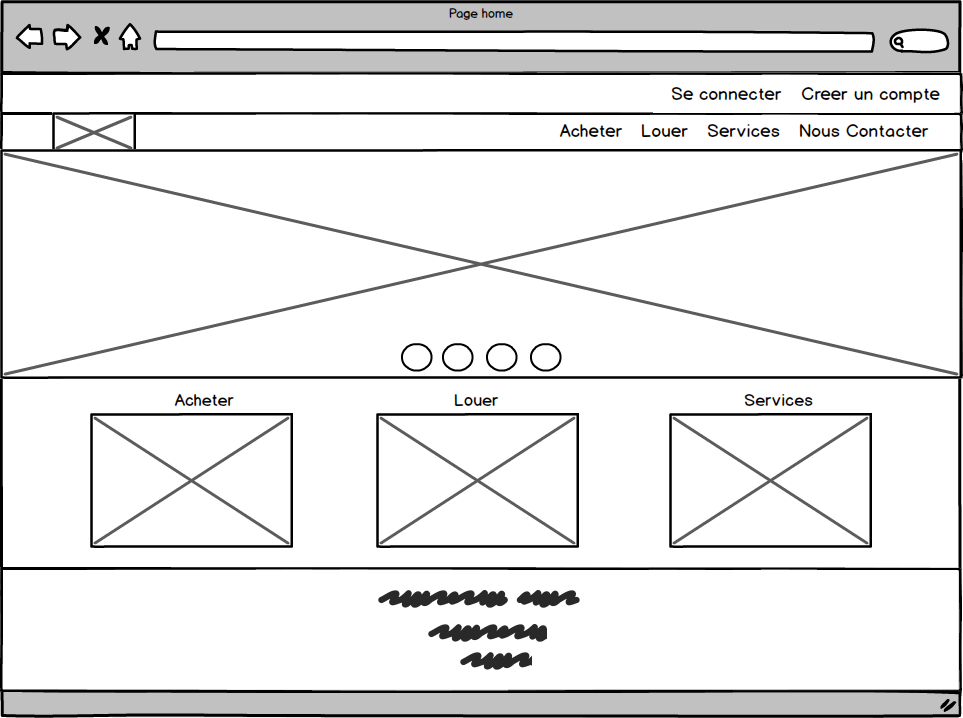 Page home
Se connecter Creer un compte
Acheter Louer Services Nous Contacter
Acheter Louer Services